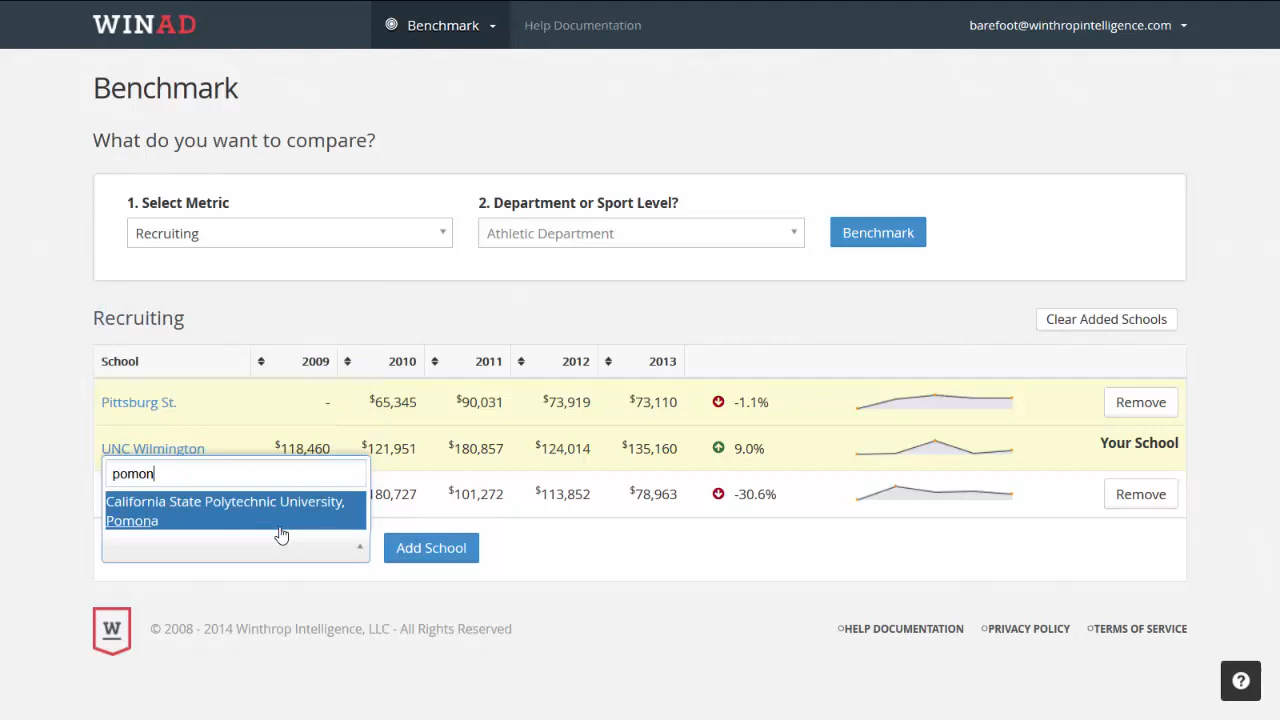 WINAD
Benchmark
Help Documentation
barefoot@winthropintelligence.com
Benchmark
What do you want to compare?
1. Select Metric
2. Department or Sport Level?
Recruiting
Athletic Department
Benchmark
Recruiting
Clear Added Schools
School 2009 2010 2011 2012 2013
Pittsburg St. - $65,345 $90,031 $73,919 $73,110 -1.1% Remove
UNC Wilmington $118,460 $121,951 $180,857 $124,014 $135,160 9.0% Your School
pomon
California State Polytechnic University,
Pomona
$101,272 $113,852 $78,963 -30.6% Remove
Add School
W
© 2008 - 2014 Winthrop Intelligence, LLC - All Rights Reserved
HELP DOCUMENTATION PRIVACY POLICY TERMS OF SERVICE
?